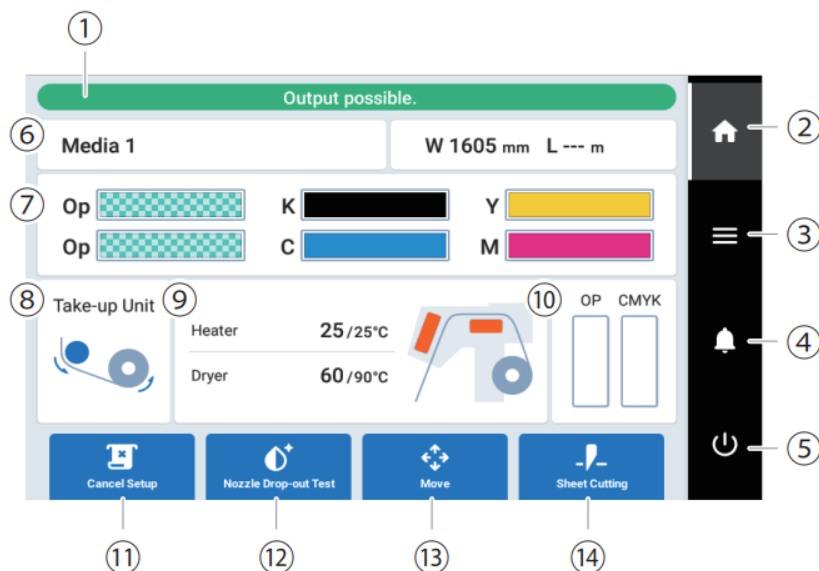 ①
Output possible.
②
⑥ Media 1 W 1605 mm L --- m
⑦ Op K Y
③
Op C M
⑧ Take-up Unit ⑨ ⑩ OP CMYK
Heater 25/25°C
④
Dryer 60/90°C
⑤
Cancel Setup Nozzle Drop-out Test Move Sheet Cutting
⑪ ⑫ ⑬ ⑭